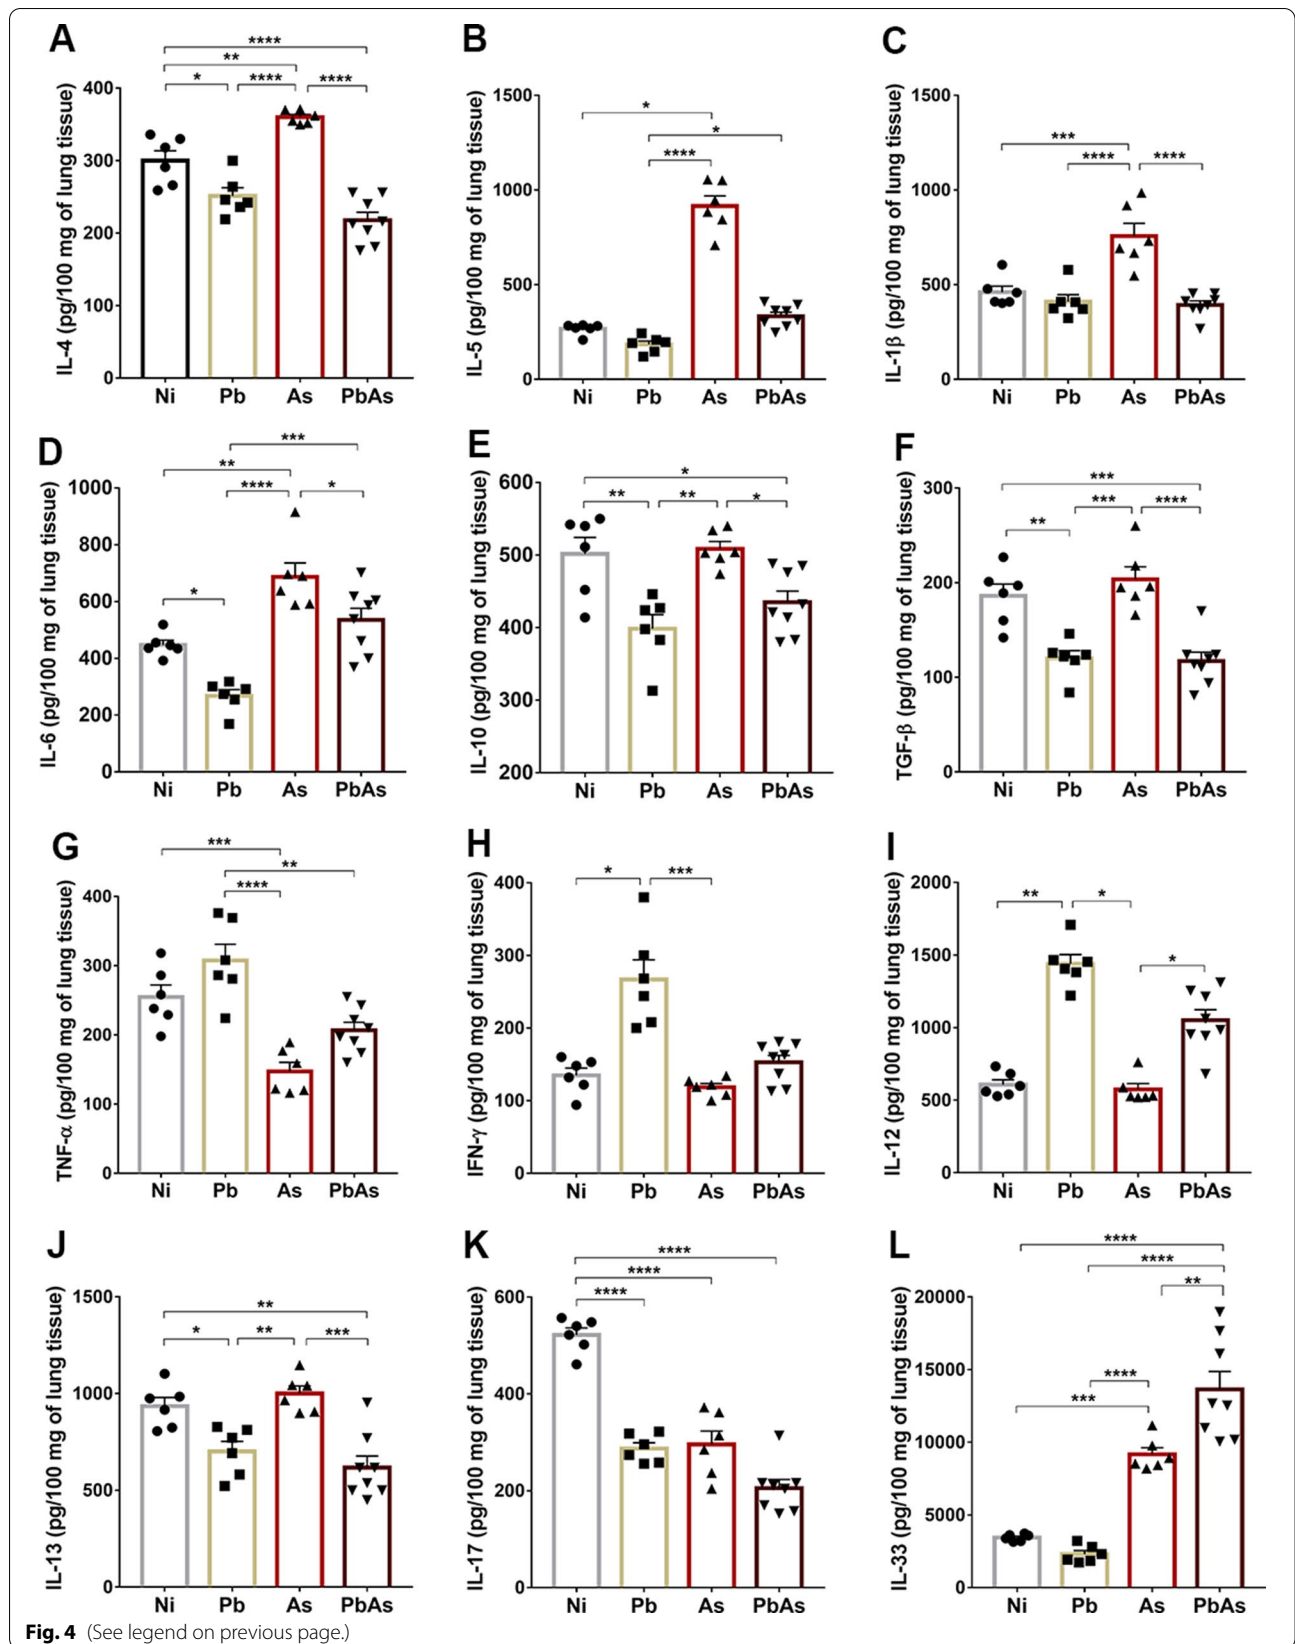 A
IL-4 (pg/100 mg of lung tissue)
400
300
200
100
0
****
**
* **** ****
Ni Pb As PbAs
B
IL-5 (pg/100 mg of lung tissue)
1500
1000
500
0
*
*
****
Ni Pb As PbAs
C
IL-1β (pg/100 mg of lung tissue)
1500
1000
500
0
***
**** ****
Ni Pb As PbAs
D
IL-6 (pg/100 mg of lung tissue)
1000
800
600
400
200
0
***
**
**** *
*
Ni Pb As PbAs
E
IL-10 (pg/100 mg of lung tissue)
600
500
400
300
200
*
** ** *
Ni Pb As PbAs
F
TGF-β (pg/100 mg of lung tissue)
300
200
100
0
***
*** ****
**
Ni Pb As PbAs
G
TNF-α (pg/100 mg of lung tissue)
400
300
200
100
0
***
**
****
Ni Pb As PbAs
H
IFN-γ (pg/100 mg of lung tissue)
400
300
200
100
0
* ***
Ni Pb As PbAs
I
IL-12 (pg/100 mg of lung tissue)
2000
1500
1000
500
0
** *
*
Ni Pb As PbAs
J
IL-13 (pg/100 mg of lung tissue)
1500
1000
500
0
**
* ** ***
Ni Pb As PbAs
K
IL-17 (pg/100 mg of lung tissue)
600
400
200
0
****
****
****
Ni Pb As PbAs
L
IL-33 (pg/100 mg of lung tissue)
20000
15000
10000
5000
0
****
****
**
****
***
Ni Pb As PbAs
Fig. 4 (See legend on previous page.)